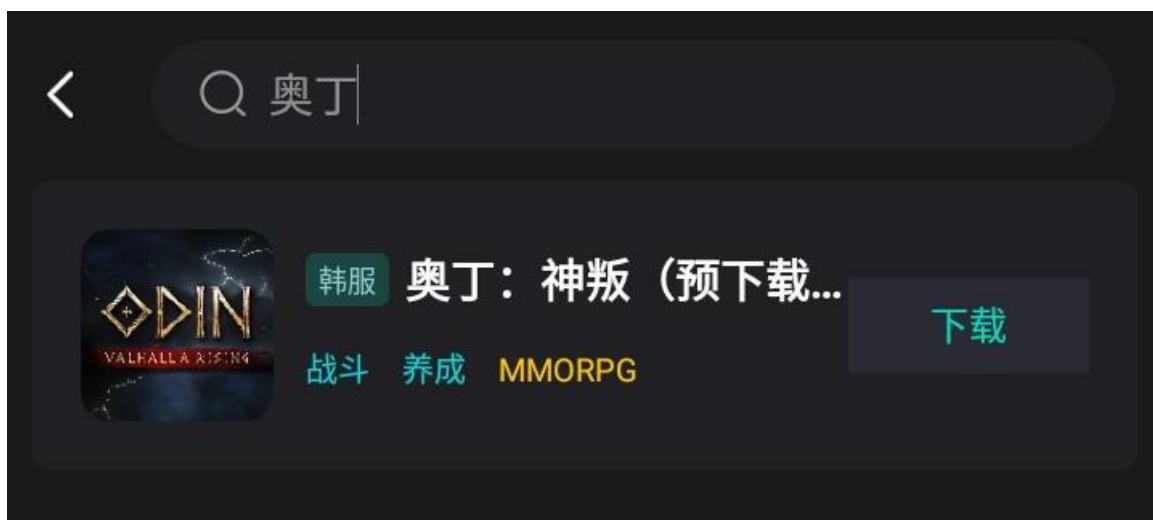 奥丁
韩服 奥丁：神叛（预下载...
下载
ODIN
VALHALLA RISING
战斗 养成 MMORPG